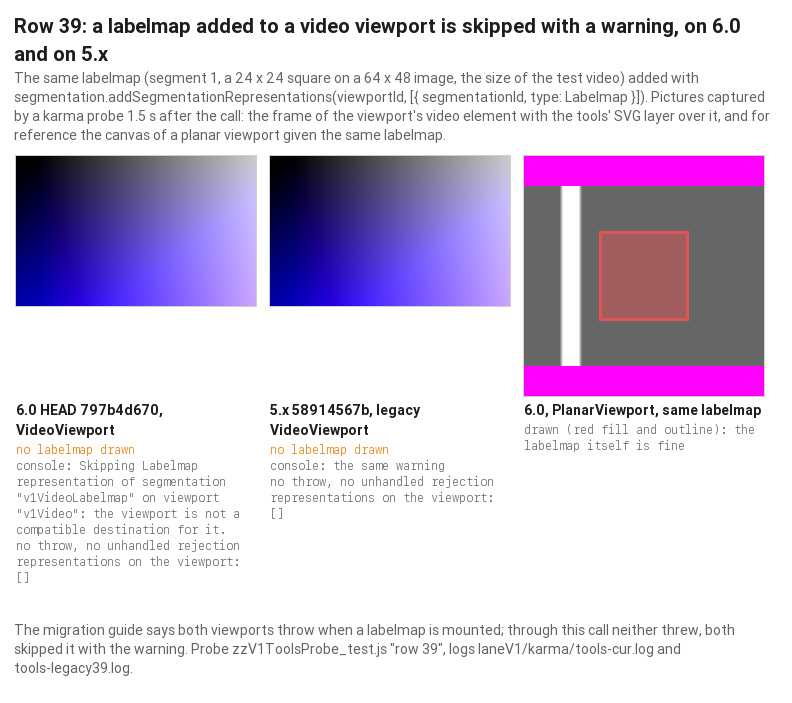 Row 39: a labelmap added to a video viewport is skipped with a warning, on 6.0
and on 5.x
The same labelmap (segment 1, a 24 x 24 square on a 64 x 48 image, the size of the test video) added with
segmentation.addSegmentationRepresentations(viewportId, [{ segmentationId, type: Labelmap }]). Pictures captured
by a karma probe 1.5 s after the call: the frame of the viewport's video element with the tools' SVG layer over it, and for
reference the canvas of a planar viewport given the same labelmap.
6.0 HEAD 797b4d670,
VideoViewport
no labelmap drawn
console: Skipping Labelmap
representation of segmentation
"v1VideoLabelmap" on viewport
"v1Video": the viewport is not a
compatible destination for it.
no throw, no unhandled rejection
representations on the viewport:
[]
5.x 58914567b, legacy
VideoViewport
no labelmap drawn
console: the same warning
no throw, no unhandled rejection
representations on the viewport:
[]
6.0, PlanarViewport, same labelmap
drawn (red fill and outline): the
labelmap itself is fine
The migration guide says both viewports throw when a labelmap is mounted; through this call neither threw, both
skipped it with the warning. Probe zzV1ToolsProbe_test.js "row 39", logs laneV1/karma/tools-cur.log and
tools-legacy39.log.